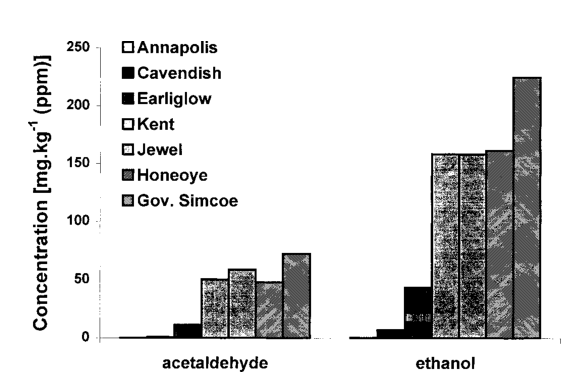 Concentration [mg.kg⁻¹ (ppm)]
250
200
150
100
50
0
Annapolis
Cavendish
Earliglow
Kent
Jewel
Honeoye
Gov. Simcoe
acetaldehyde
ethanol